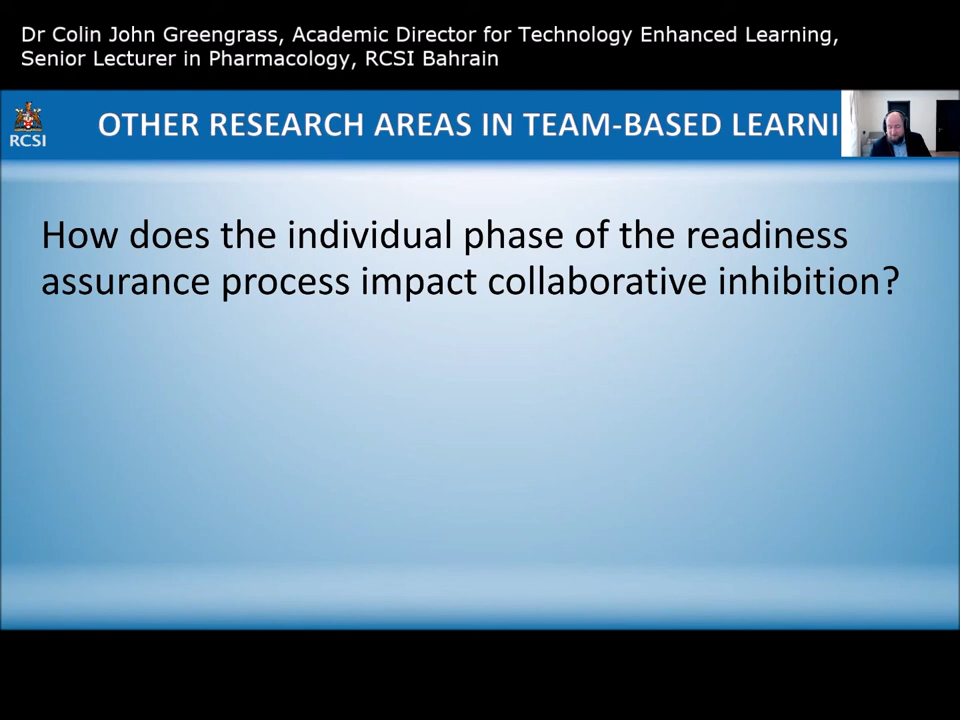 Dr Colin John Greengrass, Academic Director for Technology Enhanced Learning,
Senior Lecturer in Pharmacology, RCSI Bahrain
RCSI
OTHER RESEARCH AREAS IN TEAM-BASED LEARNI
How does the individual phase of the readiness
assurance process impact collaborative inhibition?